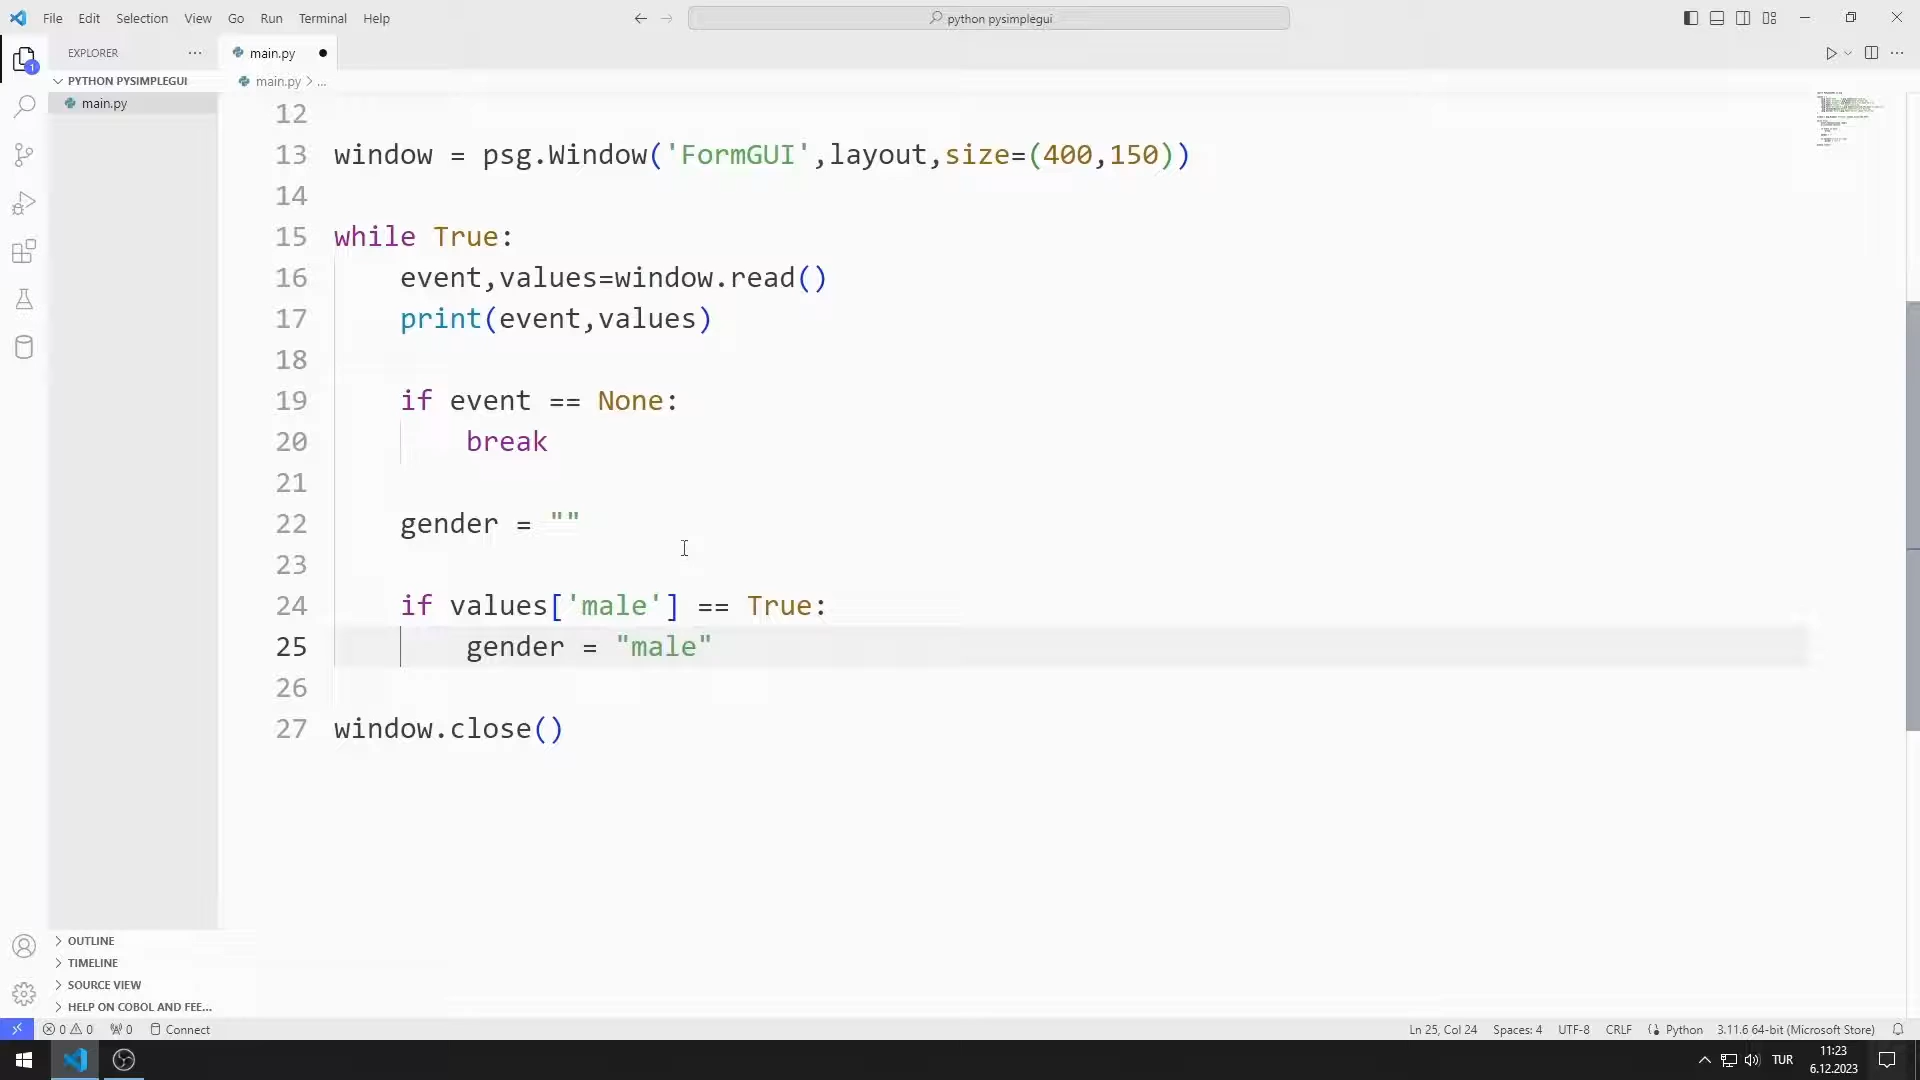 File Edit Selection View Go Run Terminal Help
python pysimplegui
EXPLORER
main.py
PYTHON PYSIMPLEGUI
main.py > ...
main.py
1
12
13 window = psg.Window('FormGUI',layout,size=(400,150))
14
15 while True:
16 event,values=window.read()
17 print(event,values)
18
19 if event == None:
20 break
21
22 gender = ""
23
24 if values['male'] == True:
25 gender = "male"
26
27 window.close()
OUTLINE
TIMELINE
SOURCE VIEW
HELP ON COBOL AND FEE...
0 0 0 Connect
Ln 25, Col 24 Spaces: 4 UTF-8 CRLF Python 3.11.6 64-bit (Microsoft Store)
TUR
11:23
6.12.2023